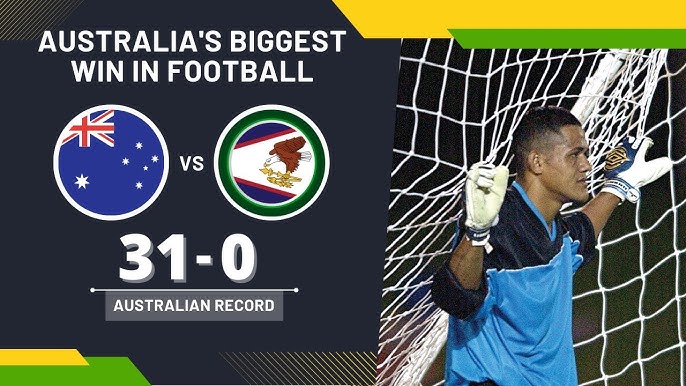 AUSTRALIA'S BIGGEST
WIN IN FOOTBALL
VS
31-0
AUSTRALIAN RECORD